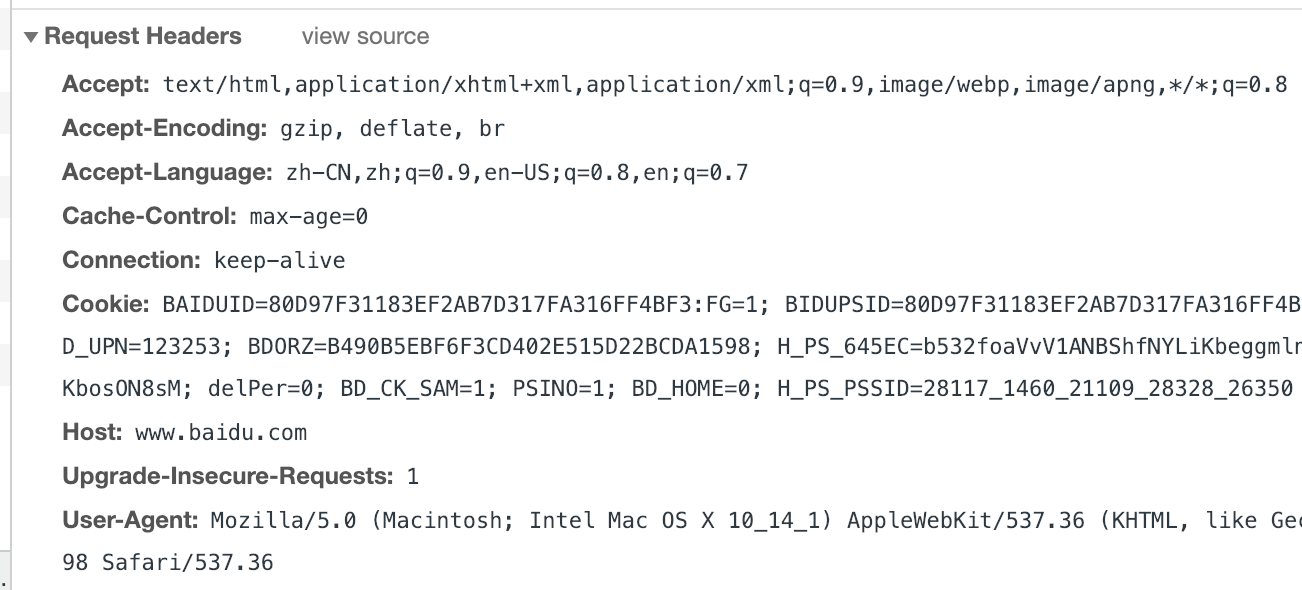 Request Headers view source
Accept: text/html,application/xhtml+xml,application/xml;q=0.9,image/webp,image/apng,*/*;q=0.8
Accept-Encoding: gzip, deflate, br
Accept-Language: zh-CN,zh;q=0.9,en-US;q=0.8,en;q=0.7
Cache-Control: max-age=0
Connection: keep-alive
Cookie: BAIDUID=80D97F31183EF2AB7D317FA316FF4BF3:FG=1; BIDUPSID=80D97F31183EF2AB7D317FA316FF4B
D_UPN=123253; BDORZ=B490B5EBF6F3CD402E515D22BCDA1598; H_PS_645EC=b532foaVvV1ANBShfNYLiKbeggml
KbosON8sM; delPer=0; BD_CK_SAM=1; PSINO=1; BD_HOME=0; H_PS_PSSID=28117_1460_21109_28328_26350
Host: www.baidu.com
Upgrade-Insecure-Requests: 1
User-Agent: Mozilla/5.0 (Macintosh; Intel Mac OS X 10_14_1) AppleWebKit/537.36 (KHTML, like Gec
98 Safari/537.36